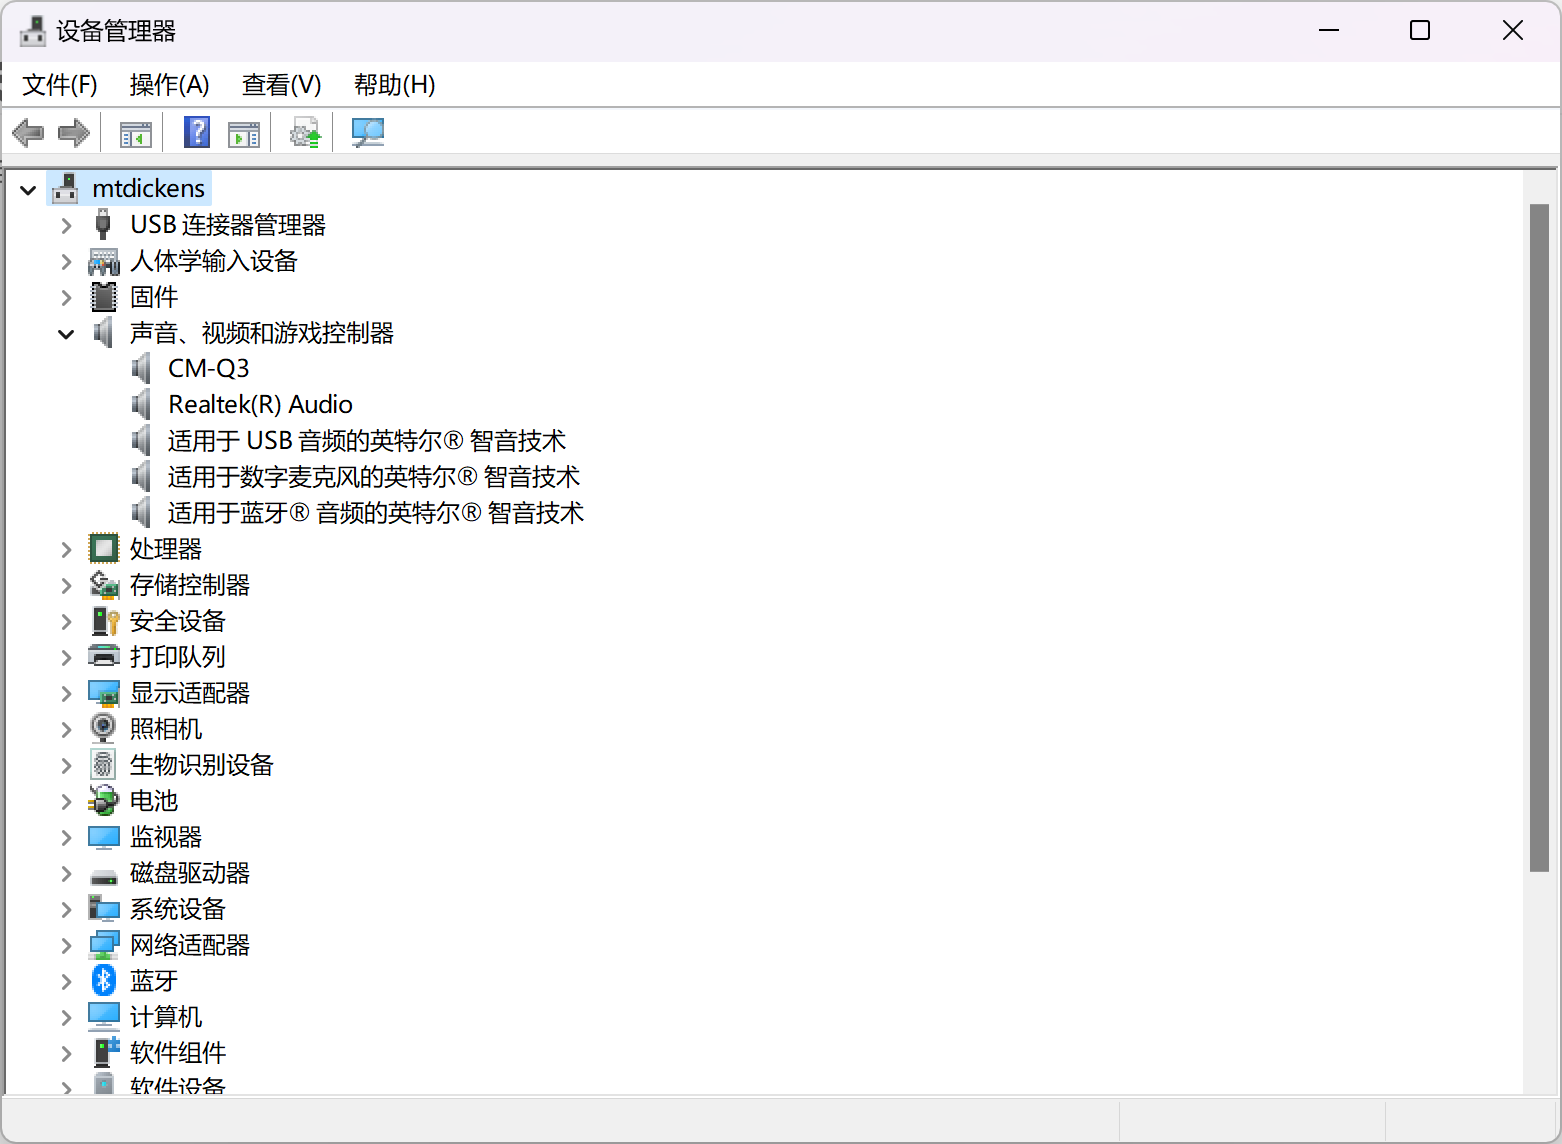 设备管理器
文件(F) 操作(A) 查看(V) 帮助(H)
mtdickens
USB 连接器管理器
人体学输入设备
固件
声音、视频和游戏控制器
CM-Q3
Realtek(R) Audio
适用于 USB 音频的英特尔® 智音技术
适用于数字麦克风的英特尔® 智音技术
适用于蓝牙® 音频的英特尔® 智音技术
处理器
存储控制器
安全设备
打印队列
显示适配器
照相机
生物识别设备
电池
监视器
磁盘驱动器
系统设备
网络适配器
蓝牙
计算机
软件组件
软件设备